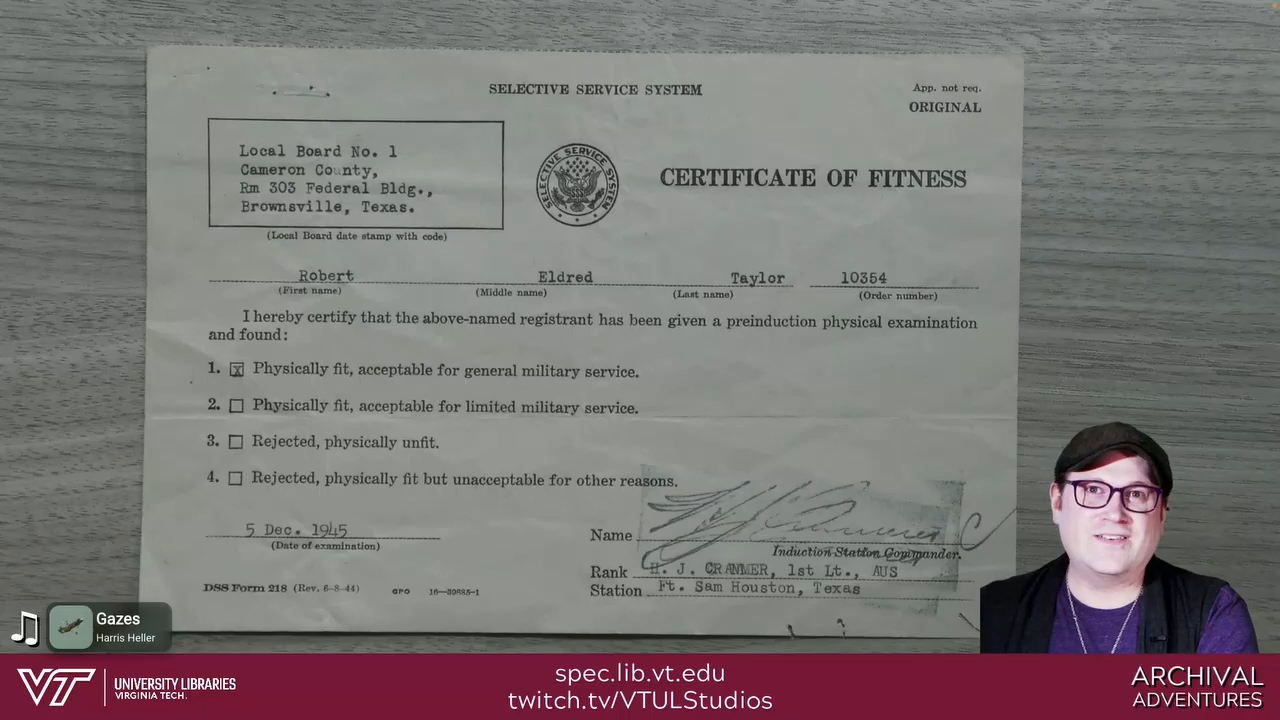 SELECTIVE SERVICE SYSTEM
App. not req.
ORIGINAL
Local Board No. 1
Cameron County,
Rm 303 Federal Bldg.,
Brownsville, Texas.
(Local Board date stamp with code)
SELECTIVE SERVICE SYSTEM
CERTIFICATE OF FITNESS
Robert Eldred Taylor 10354
(First name) (Middle name) (Last name) (Order number)
I hereby certify that the above-named registrant has been given a preinduction physical examination
and found:
1. x Physically fit, acceptable for general military service.
2. Physically fit, acceptable for limited military service.
3. Rejected, physically unfit.
4. Rejected, physically fit but unacceptable for other reasons.
5 Dec. 1945
(Date of examination)
Name
Induction Station Commander.
Rank H. J. CRANMER, 1st Lt., AUS
Station Ft. Sam Houston, Texas
DSS Form 218 (Rev. 6-8-44) GPO
Gazes
Harris Heller
VT UNIVERSITY LIBRARIES
VIRGINIA TECH.
spec.lib.vt.edu
twitch.tv/VTULStudios
ARCHIVAL
ADVENTURES